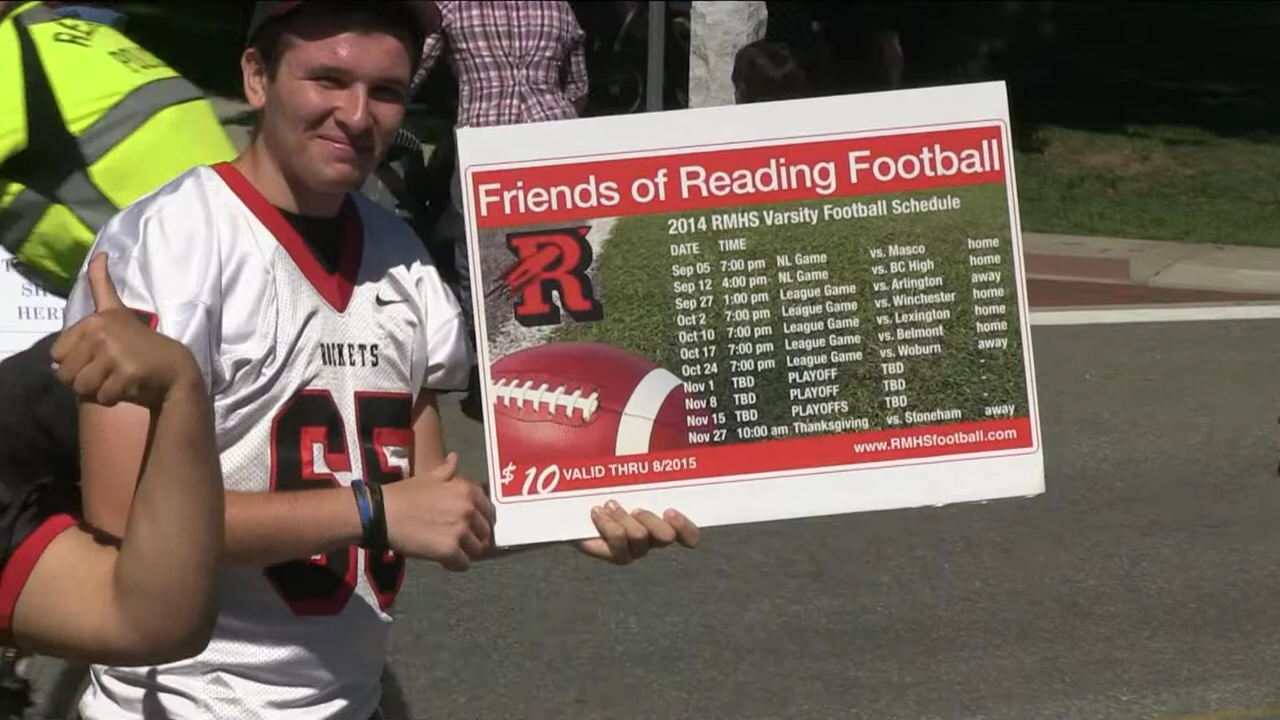 Friends of Reading Football
2014 RMHS Varsity Football Schedule
DATE TIME
Sep 05 7:00 pm NL Game vs. Masco home
Sep 12 4:00 pm NL Game vs. BC High home
Sep 27 1:00 pm League Game vs. Arlington away
Oct 2 7:00 pm League Game vs. Winchester home
Oct 10 7:00 pm League Game vs. Lexington home
Oct 17 7:00 pm League Game vs. Belmont home
Oct 24 7:00 pm League Game vs. Woburn away
Nov 1 TBD PLAYOFF TBD
Nov 8 TBD PLAYOFF TBD
Nov 15 TBD PLAYOFFS TBD -
Nov 27 10:00 am Thanksgiving vs. Stoneham away
www.RMHSfootball.com
$10 VALID THRU 8/2015
R
ROCKETS
65